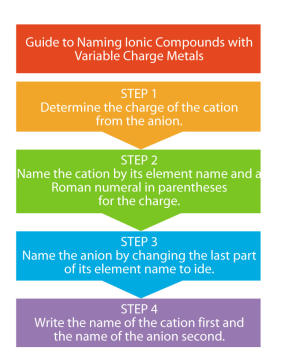 Guide to Naming Ionic Compounds with
Variable Charge Metals
STEP 1
Determine the charge of the cation
from the anion.
STEP 2
Name the cation by its element name and a
Roman numeral in parentheses
for the charge.
STEP 3
Name the anion by changing the last part
of its element name to ide.
STEP 4
Write the name of the cation first and
the name of the anion second.